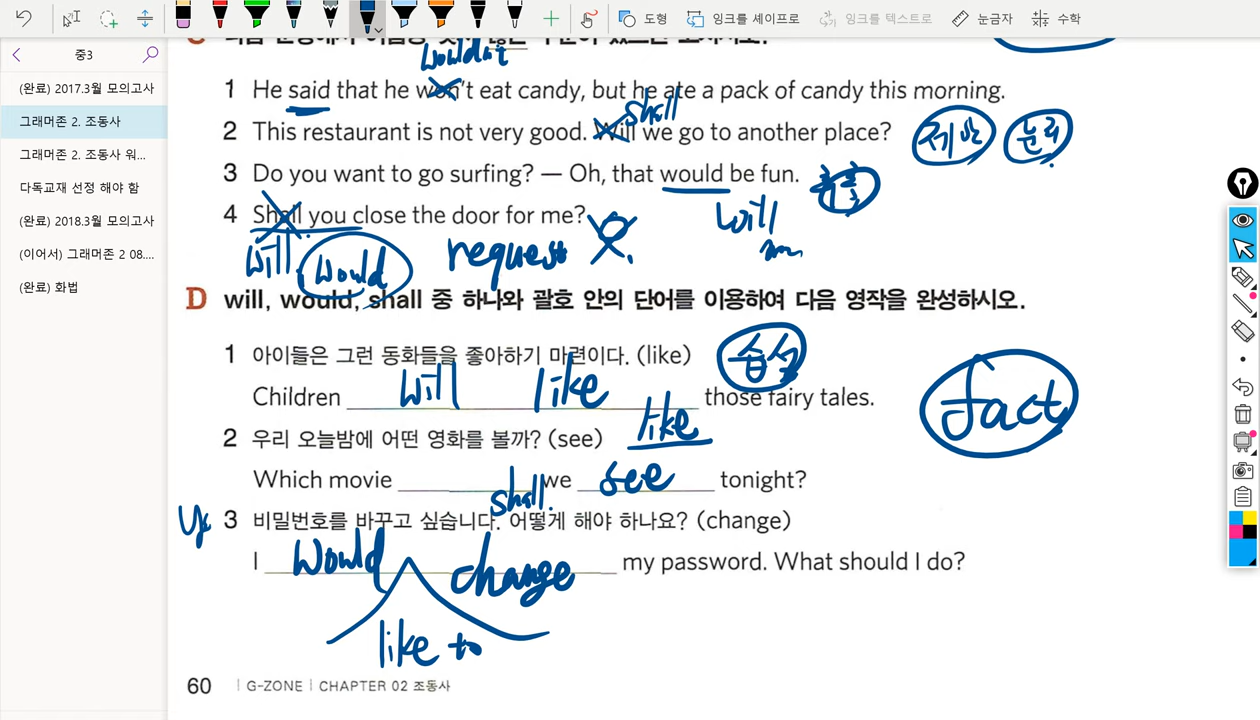 도형 잉크를 셰이프로 잉크를 텍스트로 눈금자 수학
중3
(완료) 2017.3월 모의고사
그래머존 2. 조동사
그래머존 2. 조동사 워...
다독교재 선정 해야 함
(완료) 2018.3월 모의고사
(이어서) 그래머존 2 08....
(완료) 화법
wouldn't
1 He said that he won't eat candy, but he ate a pack of candy this morning.
shall
2 This restaurant is not very good. Will we go to another place? 제안
3 Do you want to go surfing? — Oh, that would be fun.
will
4 Shall you close the door for me?
will, would request
D will, would, shall 중 하나와 괄호 안의 단어를 이용하여 다음 영작을 완성하시오.
1 아이들은 그런 동화들을 좋아하기 마련이다. (like) 습성
Children will like those fairy tales.
fact
like
2 우리 오늘밤에 어떤 영화를 볼까? (see)
Which movie shall we see tonight?
3 비밀번호를 바꾸고 싶습니다. 어떻게 해야 하나요? (change)
I would change my password. What should I do?
like to
60 G-ZONE CHAPTER 02 조동사